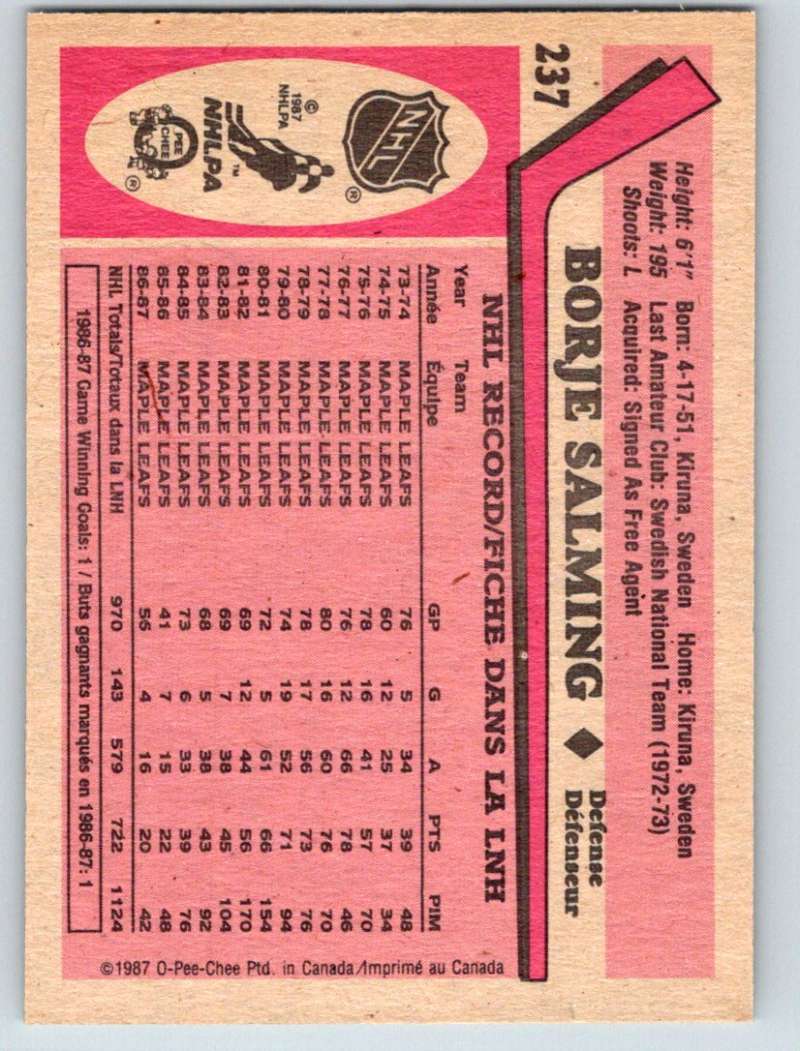 237
Height: 6'1" Born: 4-17-51, Kiruna, Sweden Home: Kiruna, Sweden
Weight: 195 Last Amateur Club: Swedish National Team (1972-73)
Shoots: L Acquired: Signed As Free Agent
BORJE SALMING ◆ Defense
Défenseur
NHL
®
© 1987 NHLPA
TM
NHLPA
O PEE CHEE
®
NHL RECORD/FICHE DANS LA LNH
Year Team
Année Équipe GP G A PTS PIM
73-74 MAPLE LEAFS 76 5 34 39 48
74-75 MAPLE LEAFS 60 12 25 37 34
75-76 MAPLE LEAFS 78 16 41 57 70
76-77 MAPLE LEAFS 76 12 66 78 46
77-78 MAPLE LEAFS 80 16 60 76 70
78-79 MAPLE LEAFS 78 17 56 73 76
79-80 MAPLE LEAFS 74 19 52 71 94
80-81 MAPLE LEAFS 72 5 61 66 154
81-82 MAPLE LEAFS 69 12 44 56 170
82-83 MAPLE LEAFS 69 7 38 45 104
83-84 MAPLE LEAFS 68 5 38 43 92
84-85 MAPLE LEAFS 73 6 33 39 76
85-86 MAPLE LEAFS 41 7 15 22 48
86-87 MAPLE LEAFS 56 4 16 20 42
NHL Totals/Totaux dans la LNH 970 143 579 722 1124
1986-87 Game Winning Goals: 1 / Buts gagnants marqués en 1986-87: 1
©1987 O-Pee-Chee Ptd. in Canada/Imprimé au Canada